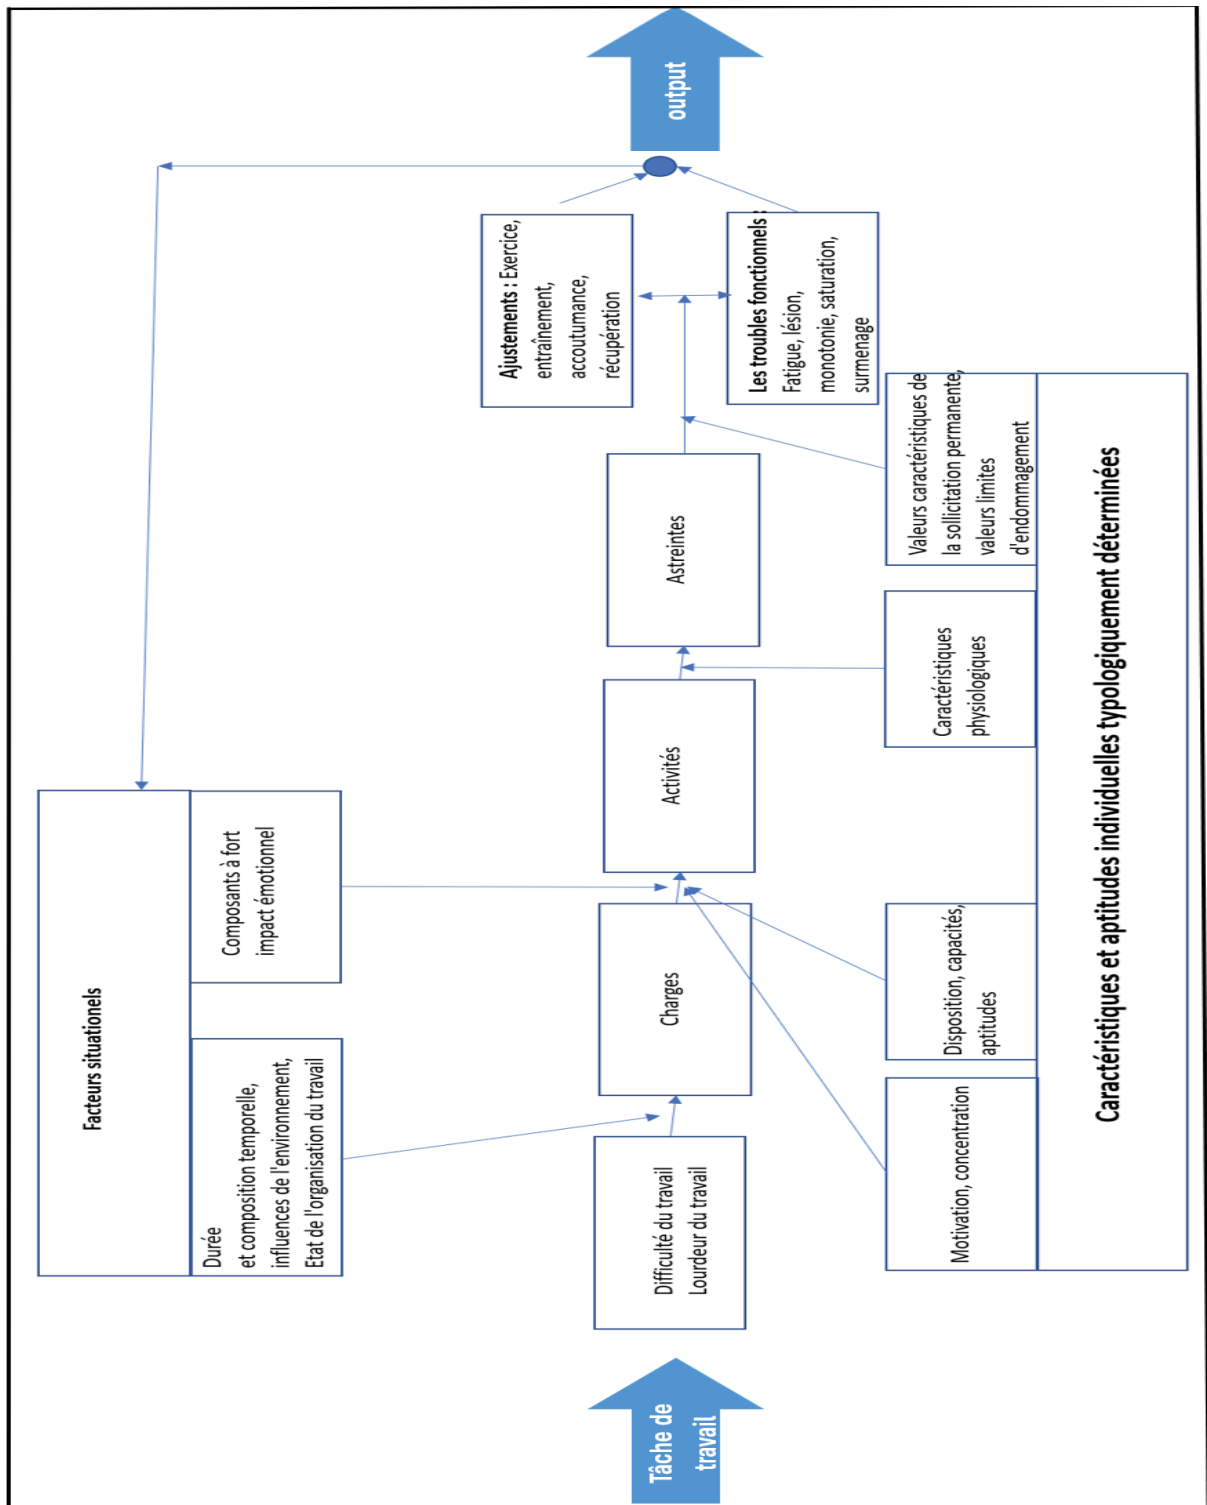 Facteurs situationels
Durée
et composition temporelle,
influences de l'environnement,
Etat de l'organisation du travail
Composants à fort
impact émotionnel
Tâche de
travail
Difficulté du travail
Lourdeur du travail
Charges
Activités
Astreintes
Ajustements : Exercice,
entraînement,
accoutumance,
récupération
Les troubles fonctionnels :
Fatigue, lésion,
monotonie, saturation,
surmenage
output
Motivation, concentration
Disposition, capacités,
aptitudes
Caractéristiques
physiologiques
Valeurs caractéristiques de
la sollicitation permanente,
valeurs limites
d'endommagement
Caractéristiques et aptitudes individuelles typologiquement déterminées